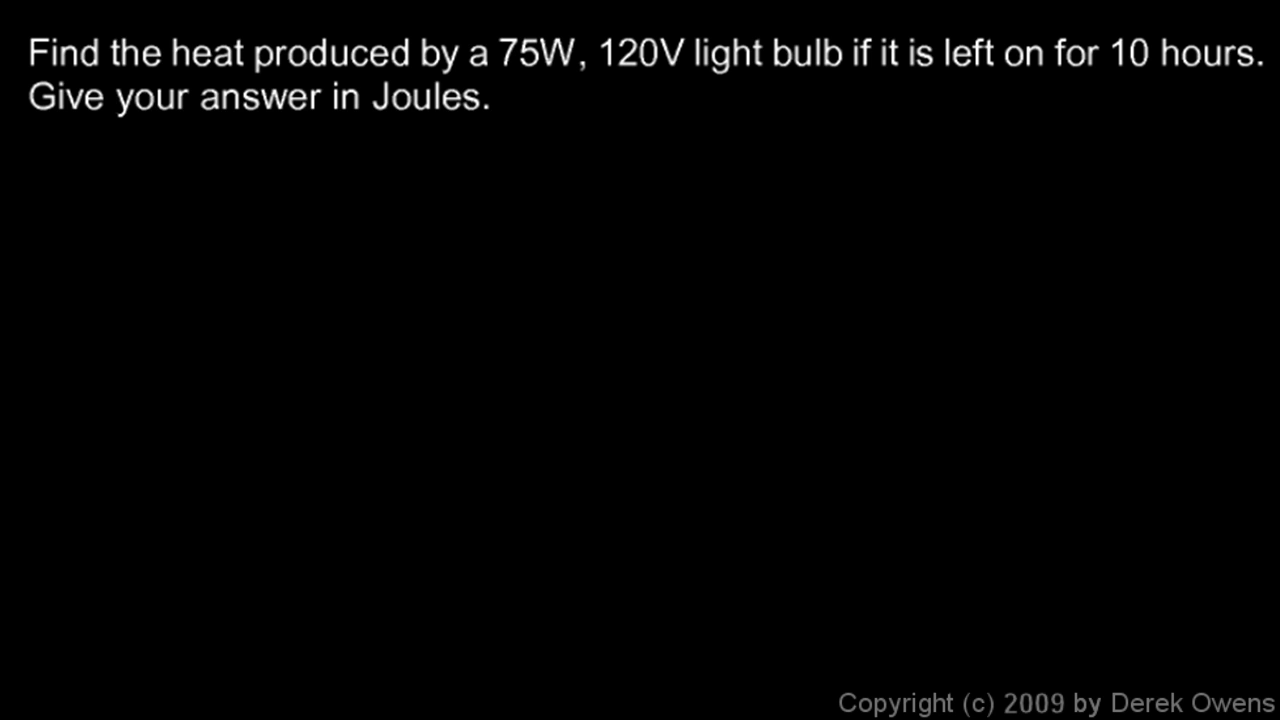 Find the heat produced by a 75W, 120V light bulb if it is left on for 10 hours.
Give your answer in Joules.
Copyright (c) 2009 by Derek Owens